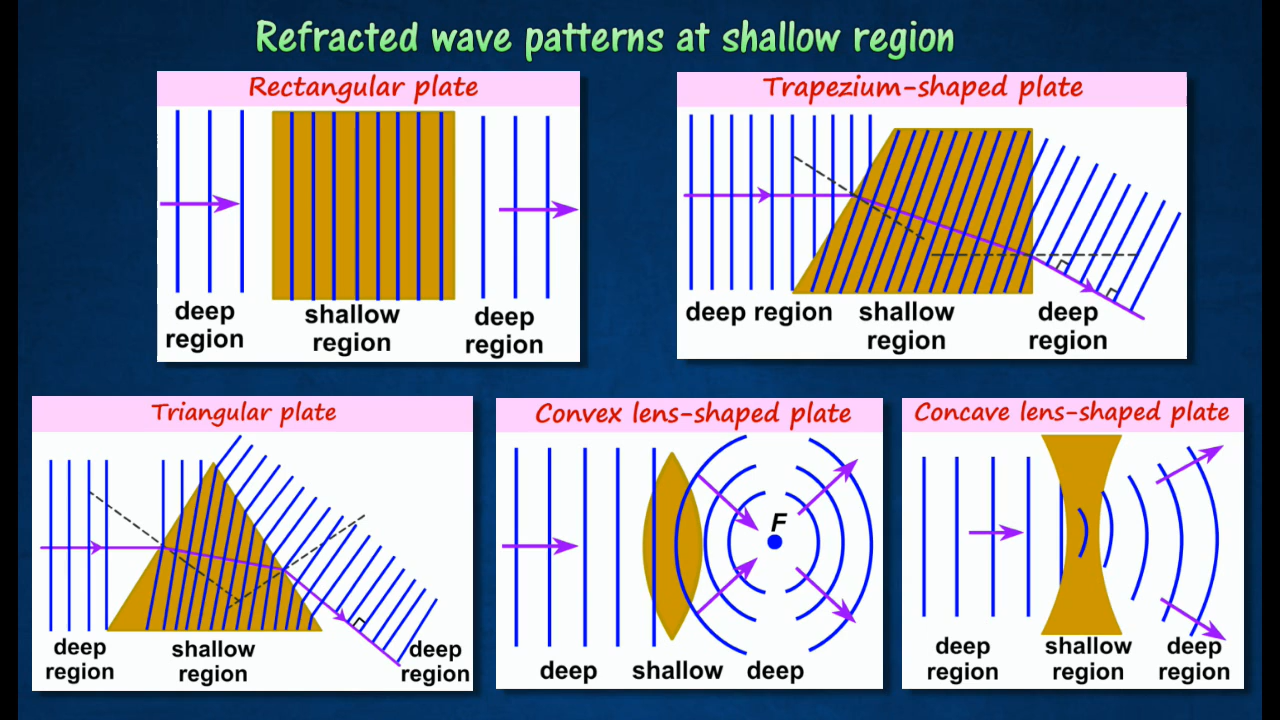 Refracted wave patterns at shallow region
Rectangular plate
deep
region
shallow
region
deep
region
Trapezium-shaped plate
deep region
shallow
region
deep
region
Triangular plate
deep
region
shallow
region
deep
region
Convex lens-shaped plate
F
deep
shallow
deep
Concave lens-shaped plate
deep
region
shallow
region
deep
region